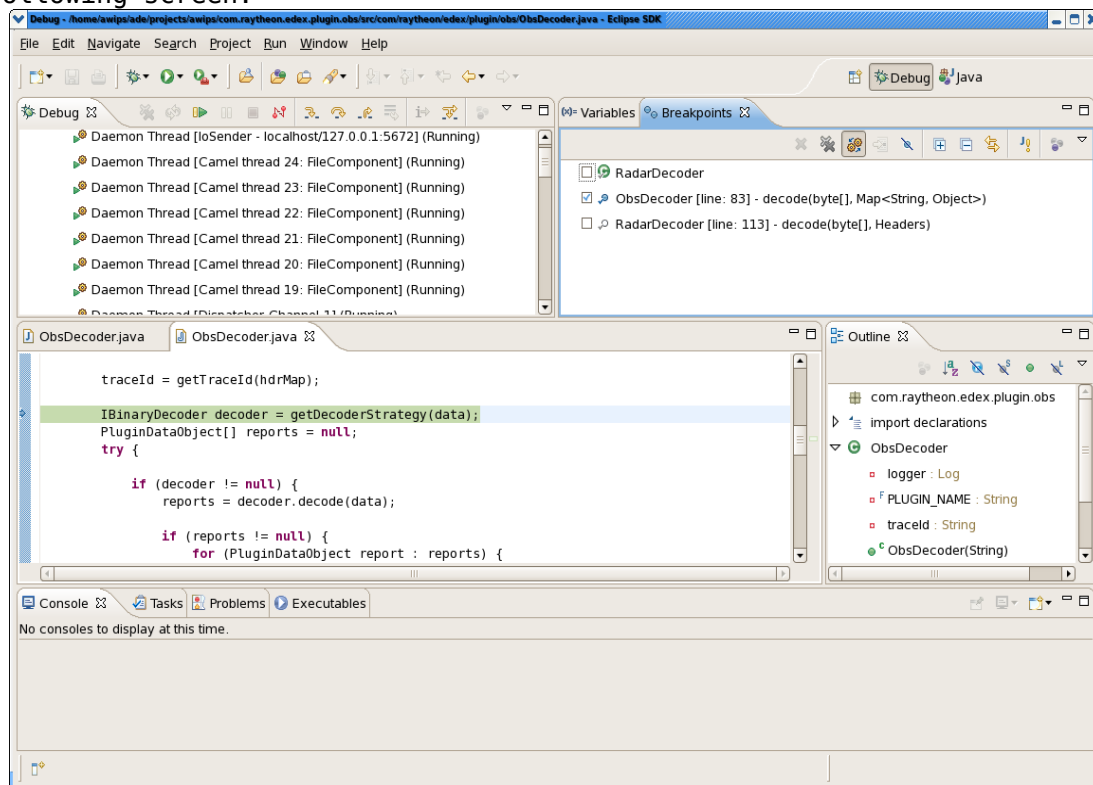 following screen:
Debug - /home/awips/ade/projects/awips/com.raytheon.edex.plugin.obs/src/com/raytheon/edex/plugin/obs/ObsDecoder.java - Eclipse SDK
File Edit Navigate Search Project Run Window Help
Debug Java
Debug
Daemon Thread [IoSender - localhost/127.0.0.1:5672] (Running)
Daemon Thread [Camel thread 24: FileComponent] (Running)
Daemon Thread [Camel thread 23: FileComponent] (Running)
Daemon Thread [Camel thread 22: FileComponent] (Running)
Daemon Thread [Camel thread 21: FileComponent] (Running)
Daemon Thread [Camel thread 20: FileComponent] (Running)
Daemon Thread [Camel thread 19: FileComponent] (Running)
Daemon Thread [Dispatcher-Channel-1] (Running)
(x)= Variables Breakpoints
RadarDecoder
ObsDecoder [line: 83] - decode(byte[], Map<String, Object>)
RadarDecoder [line: 113] - decode(byte[], Headers)
ObsDecoder.java ObsDecoder.java
traceId = getTraceId(hdrMap);
IBinaryDecoder decoder = getDecoderStrategy(data);
PluginDataObject[] reports = null;
try {
if (decoder != null) {
reports = decoder.decode(data);
if (reports != null) {
for (PluginDataObject report : reports) {
Outline
com.raytheon.edex.plugin.obs
import declarations
ObsDecoder
logger : Log
PLUGIN_NAME : String
traceId : String
ObsDecoder(String)
Console Tasks Problems Executables
No consoles to display at this time.